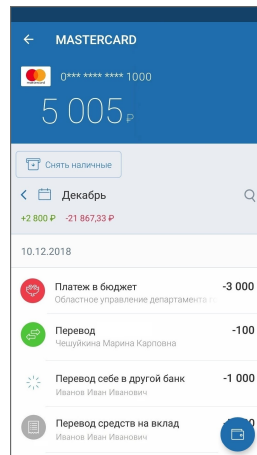 MASTERCARD
0*** **** **** 1000
5 005₽
Снять наличные
Декабрь
+2 800 ₽ -21 867,33 ₽
10.12.2018
Платеж в бюджет -3 000
Областное управление департамента
Перевод -100
Чешуйкина Марина Карповна
Перевод себе в другой банк -1 000
Иванов Иван Иванович
Перевод средств на вклад
Иванов Иван Иванович